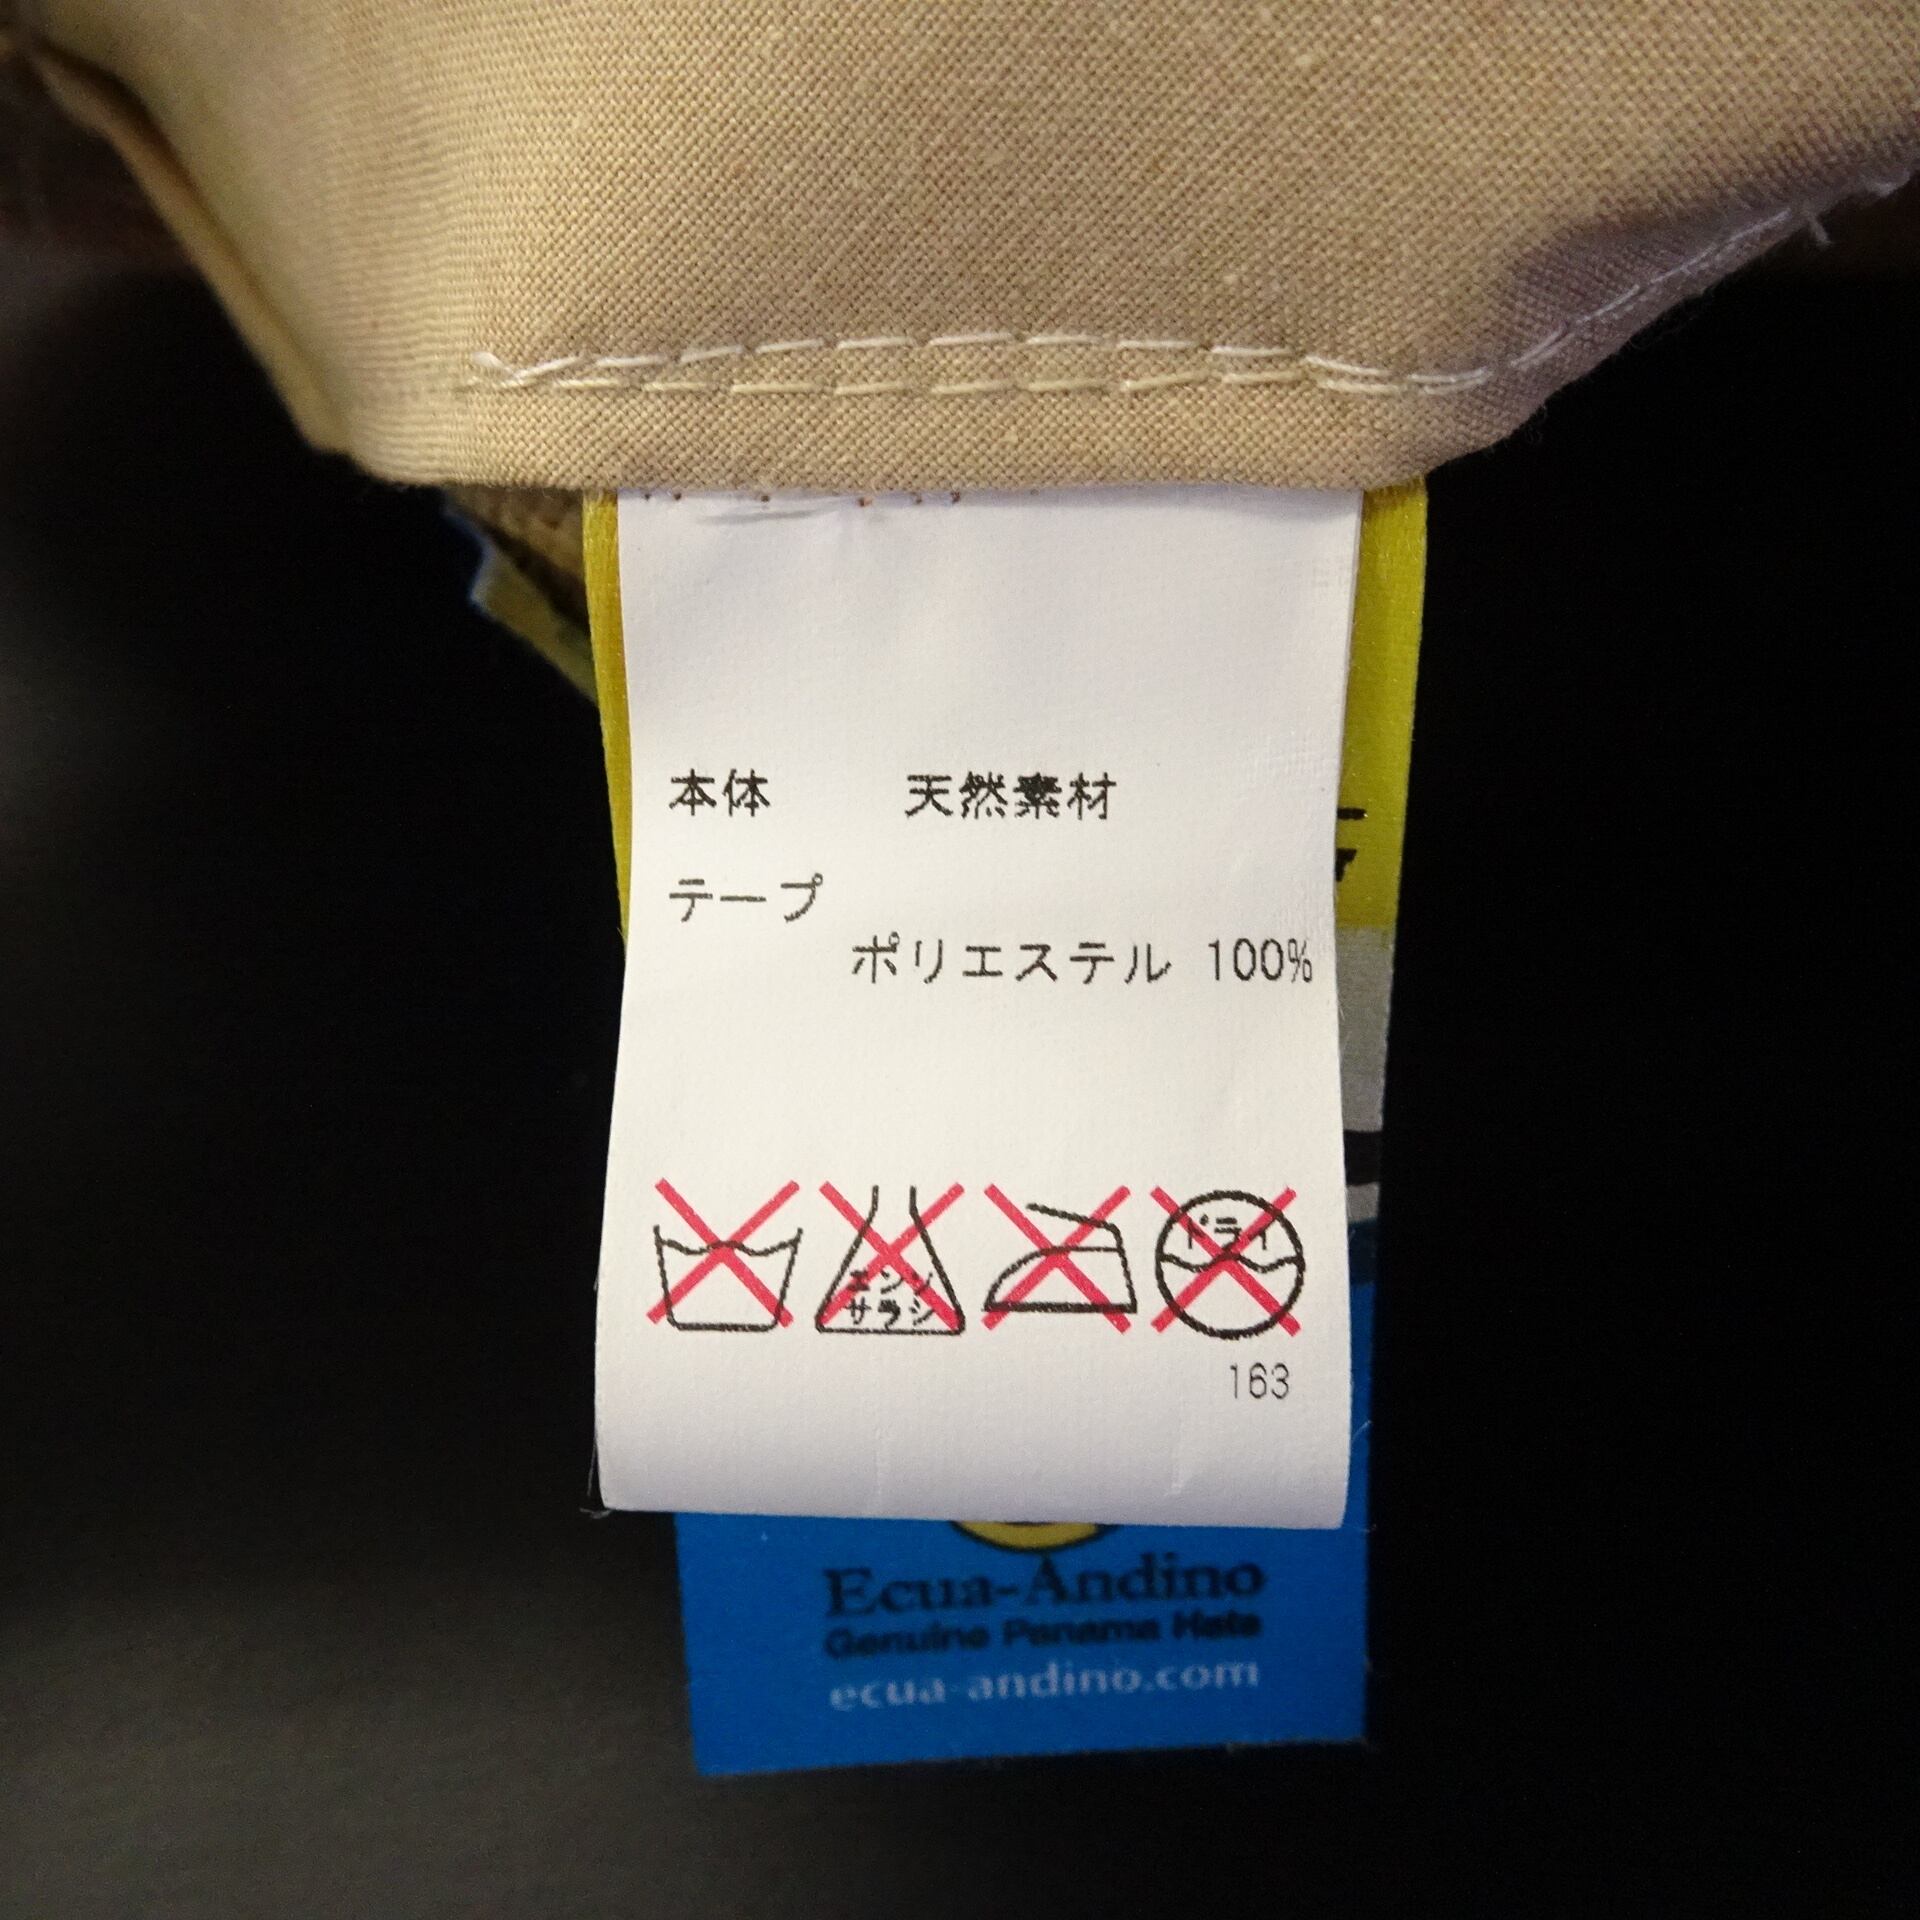 本体 天然素材
テープ
ポリエステル 100%
エンソ
サラシ
ドライ
163
Ecua-Andino
Genuine Panama Hats
ecua-andino.com